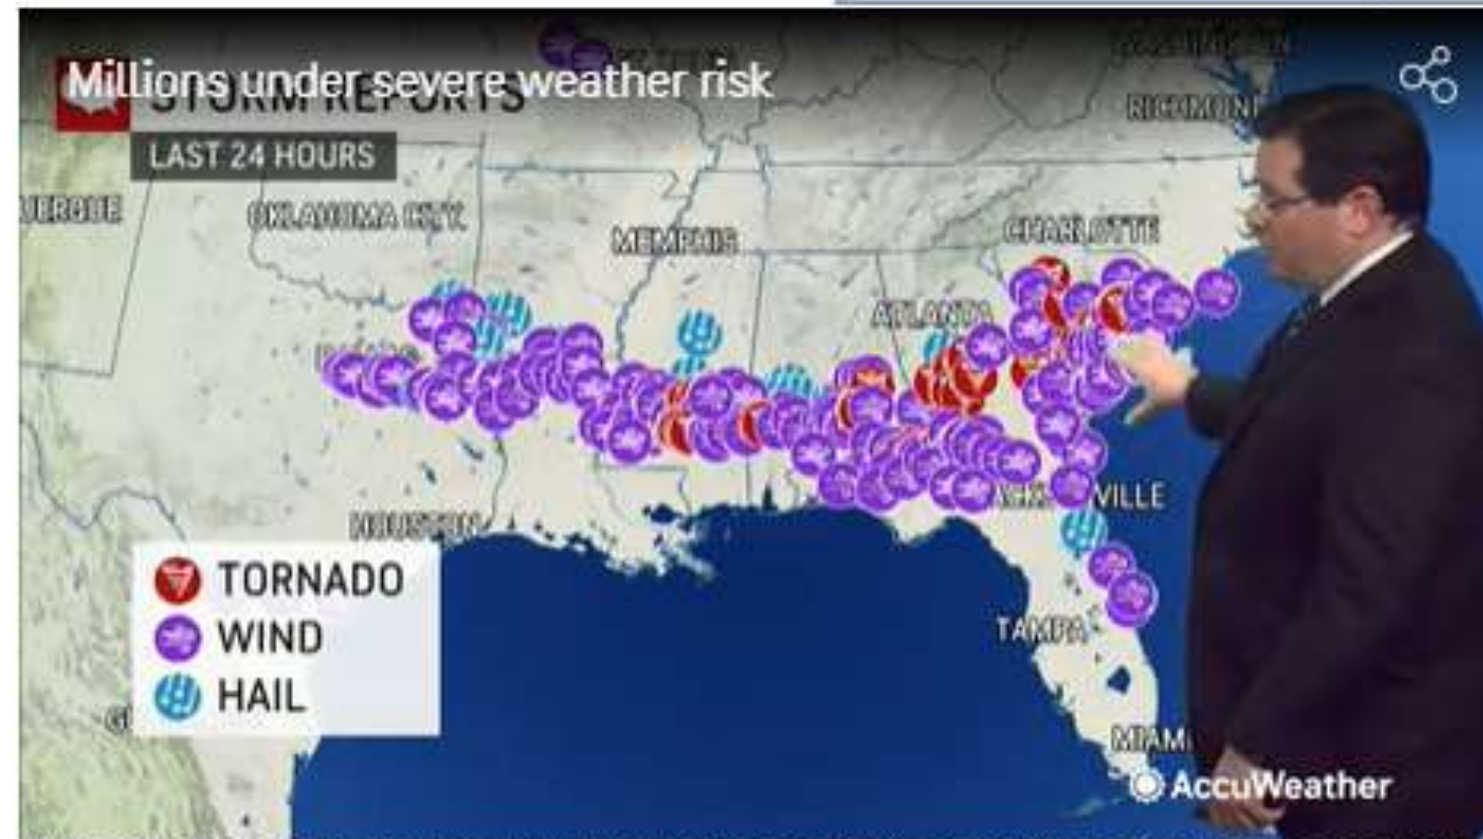 Millions under severe weather risk
STORM REPORTS
LAST 24 HOURS
RICHMOND
UERQUE
OKLAHOMA CITY
MEMPHIS
CHARLOTTE
ATLANTA
VILLE
HOUSTON
TORNADO
WIND
HAIL
TAMPA
MIAMI
AccuWeather